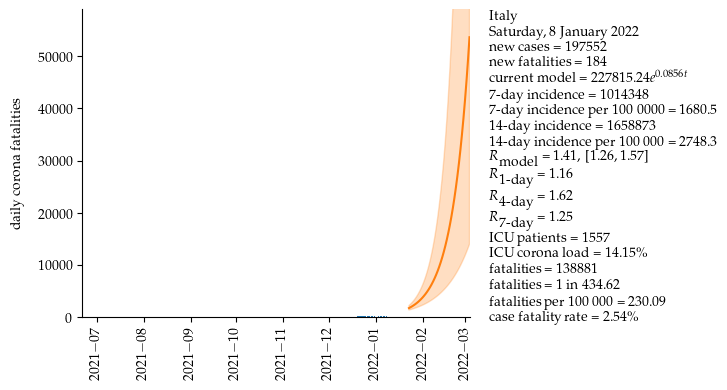 daily corona fatalities
50000
40000
30000
20000
10000
0
2021−07
2021−08
2021−09
2021−10
2021−11
2021−12
2022−01
2022−02
2022−03
Italy
Saturday, 8 January 2022
new cases = 197552
new fatalities = 184
current model = 227815.24e^0.0856t
7-day incidence = 1014348
7-day incidence per 100 0000 = 1680.5
14-day incidence = 1658873
14-day incidence per 100 000 = 2748.3
Rmodel = 1.41, [1.26, 1.57]
R1-day = 1.16
R4-day = 1.62
R7-day = 1.25
ICU patients = 1557
ICU corona load = 14.15%
fatalities = 138881
fatalities = 1 in 434.62
fatalities per 100 000 = 230.09
case fatality rate = 2.54%